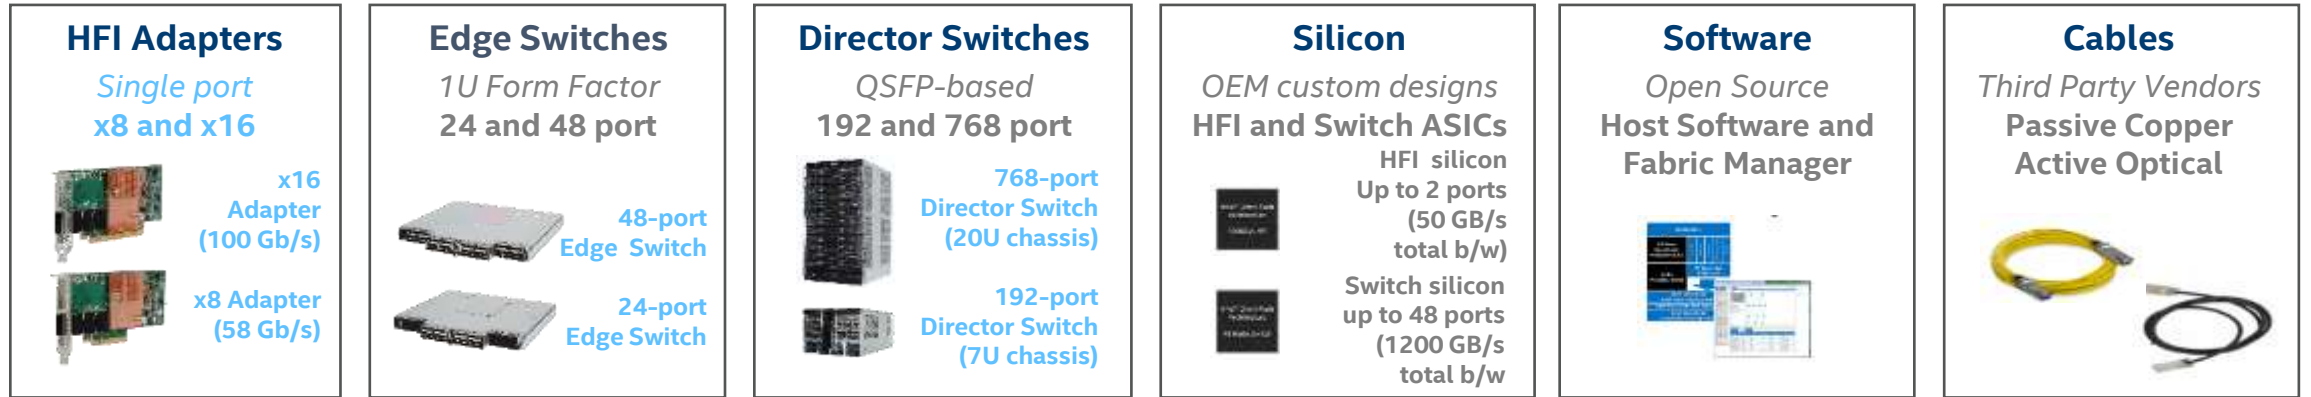 HFI Adapters
Single port
x8 and x16
x16
Adapter
(100 Gb/s)
x8 Adapter
(58 Gb/s)
Edge Switches
1U Form Factor
24 and 48 port
48-port
Edge Switch
24-port
Edge Switch
Director Switches
QSFP-based
192 and 768 port
768-port
Director Switch
(20U chassis)
192-port
Director Switch
(7U chassis)
Silicon
OEM custom designs
HFI and Switch ASICs
HFI silicon
Up to 2 ports
(50 GB/s
total b/w)
Switch silicon
up to 48 ports
(1200 GB/s
total b/w
Software
Open Source
Host Software and
Fabric Manager
Cables
Third Party Vendors
Passive Copper
Active Optical